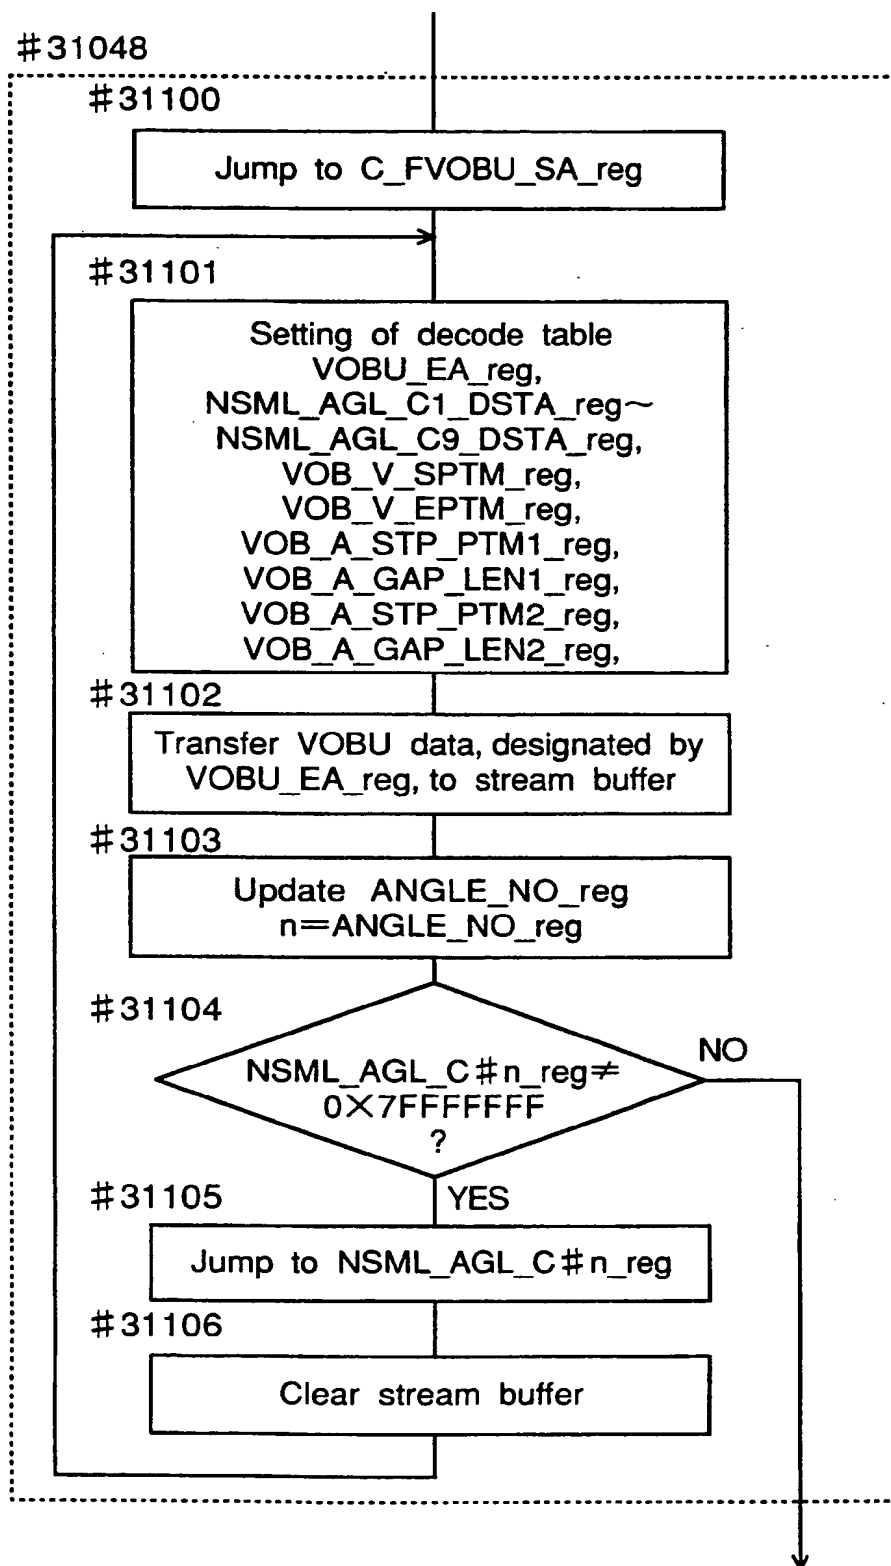 #31048
#31100
Jump to C_FVOBU_SA_reg
#31101
Setting of decode table
VOBU_EA_reg,
NSML_AGL_C1_DSTA_reg~
NSML_AGL_C9_DSTA_reg,
VOB_V_SPTM_reg,
VOB_V_EPTM_reg,
VOB_A_STP_PTM1_reg,
VOB_A_GAP_LEN1_reg,
VOB_A_STP_PTM2_reg,
VOB_A_GAP_LEN2_reg,
#31102
Transfer VOBU data, designated by
VOBU_EA_reg, to stream buffer
#31103
Update ANGLE_NO_reg
n=ANGLE_NO_reg
#31104
NO
NSML_AGL_C#n_reg≠
0X7FFFFFFF
?
#31105
YES
Jump to NSML_AGL_C#n_reg
#31106
Clear stream buffer